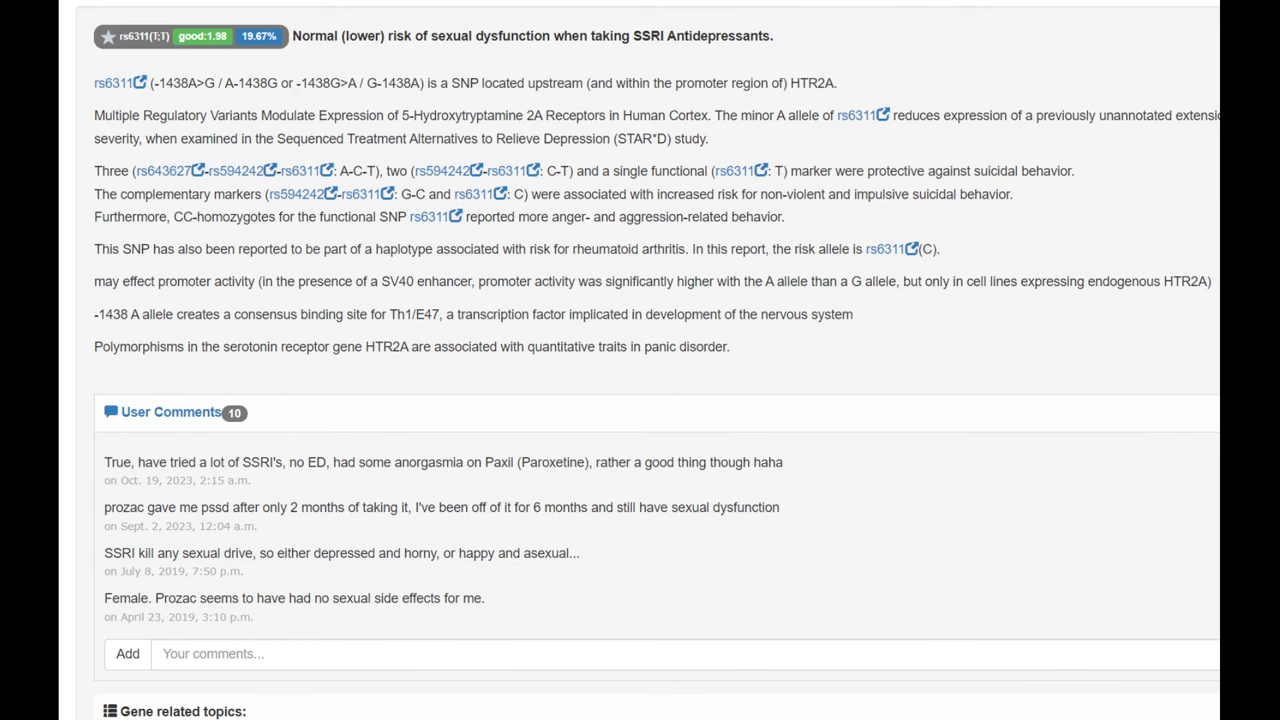 rs6311(T;T) good:1.98 19.67% Normal (lower) risk of sexual dysfunction when taking SSRI Antidepressants.
rs6311 (-1438A>G / A-1438G or -1438G>A / G-1438A) is a SNP located upstream (and within the promoter region of) HTR2A.
Multiple Regulatory Variants Modulate Expression of 5-Hydroxytryptamine 2A Receptors in Human Cortex. The minor A allele of rs6311 reduces expression of a previously unannotated extensio
severity, when examined in the Sequenced Treatment Alternatives to Relieve Depression (STAR*D) study.
Three (rs643627-rs594242-rs6311: A-C-T), two (rs594242-rs6311: C-T) and a single functional (rs6311: T) marker were protective against suicidal behavior.
The complementary markers (rs594242-rs6311: G-C and rs6311: C) were associated with increased risk for non-violent and impulsive suicidal behavior.
Furthermore, CC-homozygotes for the functional SNP rs6311 reported more anger- and aggression-related behavior.
This SNP has also been reported to be part of a haplotype associated with risk for rheumatoid arthritis. In this report, the risk allele is rs6311(C).
may effect promoter activity (in the presence of a SV40 enhancer, promoter activity was significantly higher with the A allele than a G allele, but only in cell lines expressing endogenous HTR2A)
-1438 A allele creates a consensus binding site for Th1/E47, a transcription factor implicated in development of the nervous system
Polymorphisms in the serotonin receptor gene HTR2A are associated with quantitative traits in panic disorder.
User Comments 10
True, have tried a lot of SSRI's, no ED, had some anorgasmia on Paxil (Paroxetine), rather a good thing though haha
on Oct. 19, 2023, 2:15 a.m.
prozac gave me pssd after only 2 months of taking it, I've been off of it for 6 months and still have sexual dysfunction
on Sept. 2, 2023, 12:04 a.m.
SSRI kill any sexual drive, so either depressed and horny, or happy and asexual...
on July 8, 2019, 7:50 p.m.
Female. Prozac seems to have had no sexual side effects for me.
on April 23, 2019, 3:10 p.m.
Add Your comments...
Gene related topics: